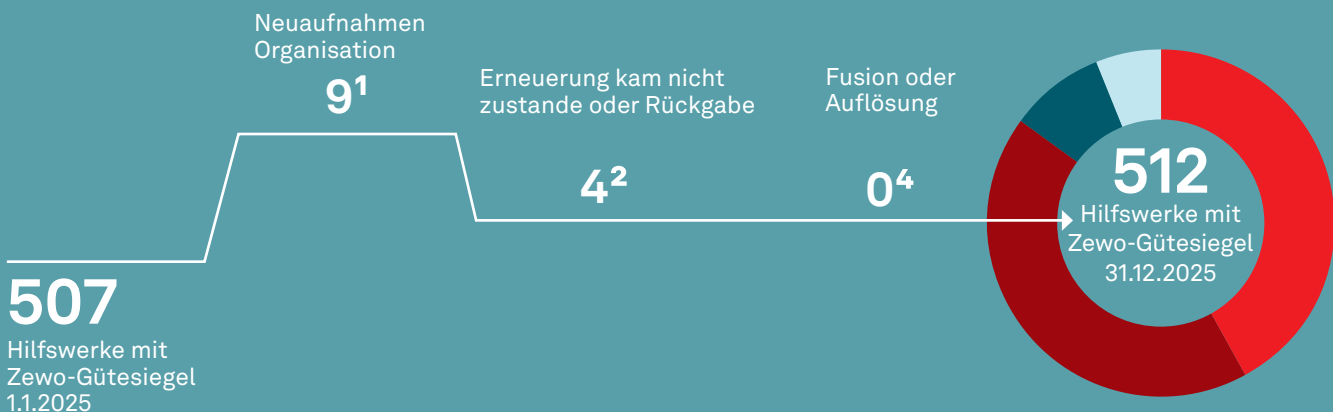 Neuaufnahmen
Organisation
9¹
Erneuerung kam nicht
zustande oder Rückgabe
4²
Fusion oder
Auflösung
0⁴
507
Hilfswerke mit
Zewo-Gütesiegel
1.1.2025
512
Hilfswerke mit
Zewo-Gütesiegel
31.12.2025